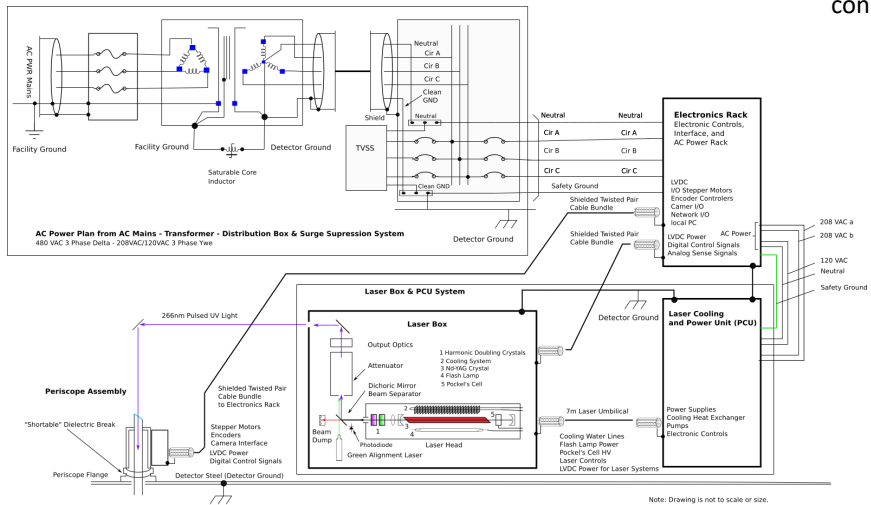 con
AC PWR Mains
Facility Ground
Facility Ground
Saturable Core
Inductor
Detector Ground
Shield
Neutral
Cir A
Cir B
Cir C
Clean
GND
Neutral
TVSS
Clean GND
Neutral
Cir A
Cir B
Cir C
Safety Ground
Neutral
Cir A
Cir B
Cir C
Detector Ground
AC Power Plan from AC Mains - Transformer - Distribution Box & Surge Supression System
480 VAC 3 Phase Delta - 208VAC/120VAC 3 Phase Ywe
Electronics Rack
Electronic Controls,
Interface, and
AC Power Rack
LVDC
I/O Stepper Motors
Encoder Controlers
Camer I/O
Network I/O
local PC
LVDC Power
Digital Control Signals
Analog Sense Signals
AC Power
Shielded Twisted Pair
Cable Bundle
Shielded Twisted Pair
Cable Bundle
208 VAC a
208 VAC b
120 VAC
Neutral
Safety Ground
Laser Box & PCU System
Detector Ground
Laser Cooling
and Power Unit (PCU)
Power Supplies
Cooling Heat Exchanger
Pumps
Electronic Controls
266nm Pulsed UV Light
Laser Box
Output Optics
Attenuator
Dichoric Mirror
Beam Separator
1 Harmonic Doubling Crystals
2 Cooling System
3 Nd-YAG Crystal
4 Flash Lamp
5 Pockel's Cell
2
5
1
3
4
Beam
Dump
Photodiode
Laser Head
Green Alignment Laser
7m Laser Umbilical
Cooling Water Lines
Flash Lamp Power
Pockel's Cell HV
Laser Controls
LVDC Power for Laser Systems
Periscope Assembly
Shielded Twisted Pair
Cable Bundle
to Electronics Rack
"Shortable" Dielectric Break
Stepper Motors
Encoders
Camera Interface
LVDC Power
Digital Control Signals
Periscope Flange
Detector Steel (Detector Ground)
Note: Drawing is not to scale or size.